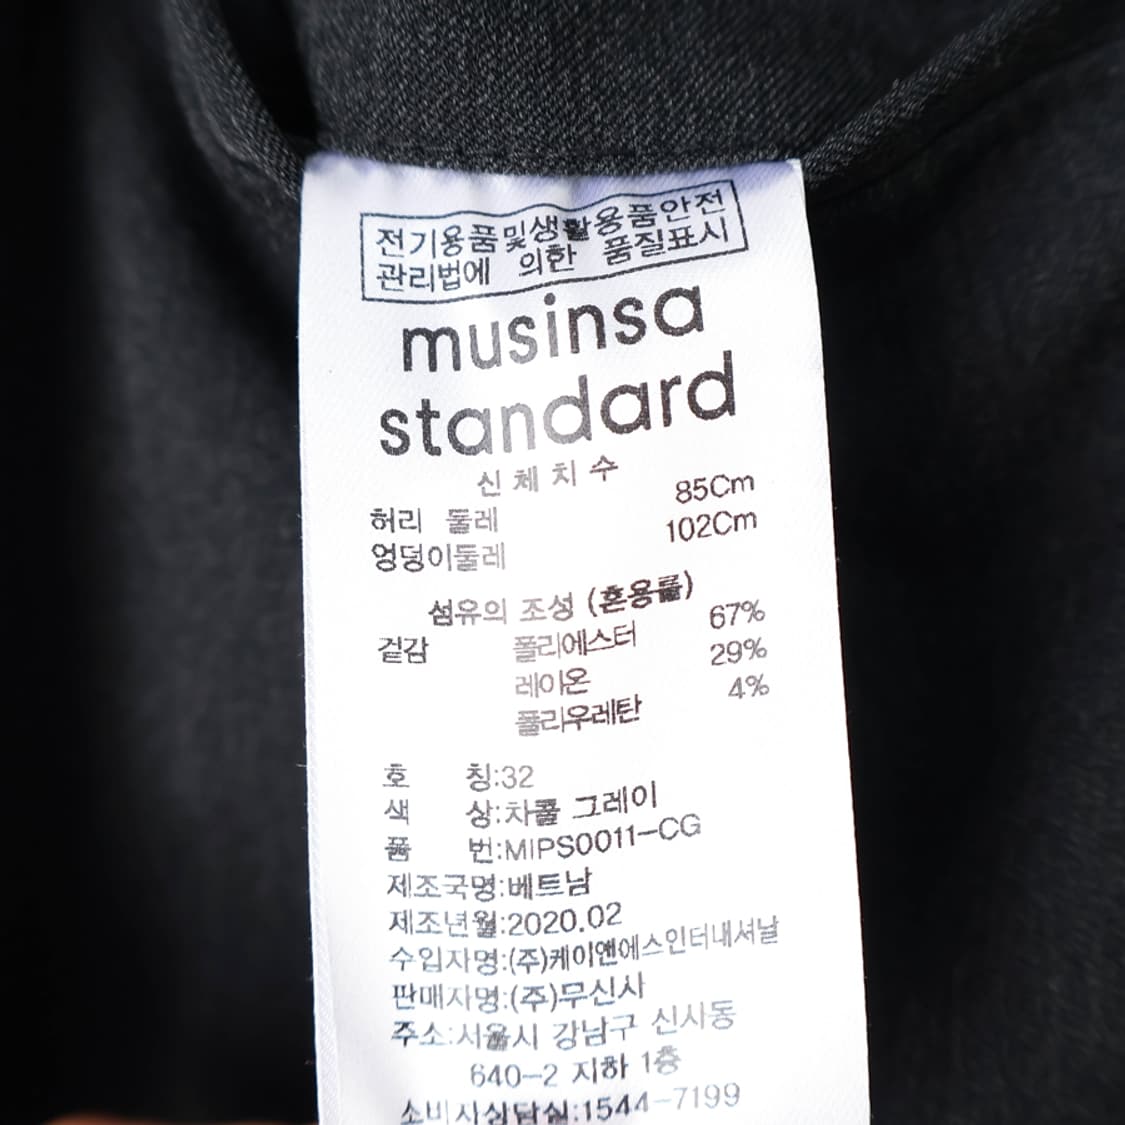 전기용품및생활용품안전
관리법에 의한 품질표시
musinsa
standard
신체치수
허리 둘레 85Cm
엉덩이둘레 102Cm
섬유의 조성 (혼용률)
겉감 폴리에스터 67%
레이온 29%
폴리우레탄 4%
호 칭:32
색 상:차콜 그레이
품 번:MIPS0011-CG
제조국명:베트남
제조년월:2020.02
수입자명:(주)케이앤에스인터내셔날
판매자명:(주)무신사
주소:서울시 강남구 신사동
640-2 지하 1층
소비자상담실:1544-7199